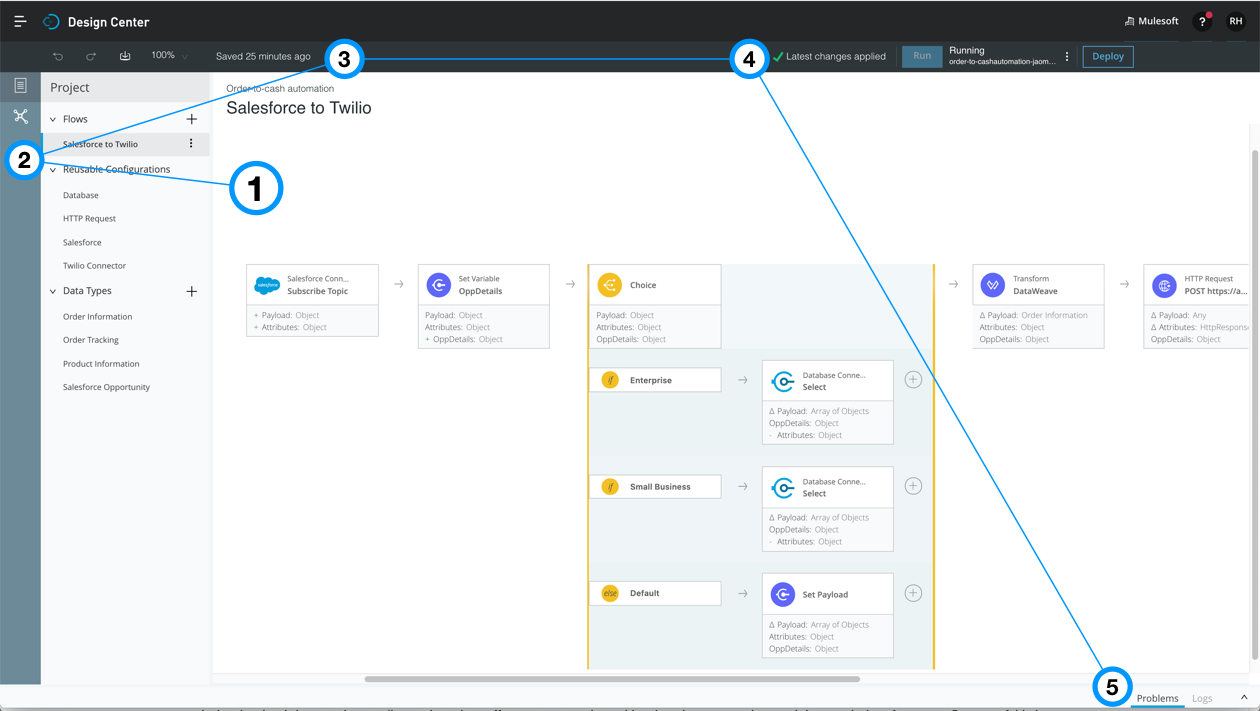 Design Center
Mulesoft
?
RH
100%
Saved 25 minutes ago
3
4
Latest changes applied
Run
Running
order-to-cashautomation-jaom...
Deploy
Project
Flows
Salesforce to Twilio
2
Reusable Configurations
1
Database
HTTP Request
Salesforce
Twilio Connector
Data Types
Order Information
Order Tracking
Product Information
Salesforce Opportunity
Order-to-cash automation
Salesforce to Twilio
salesforce
Salesforce Conn...
Subscribe Topic
+ Payload: Object
+ Attributes: Object
Set Variable
OppDetails
Payload: Object
Attributes: Object
+ OppDetails: Object
Choice
Payload: Object
Attributes: Object
OppDetails: Object
if
Enterprise
Database Conne...
Select
Δ Payload: Array of Objects
OppDetails: Object
- Attributes: Object
if
Small Business
Database Conne...
Select
Δ Payload: Array of Objects
OppDetails: Object
- Attributes: Object
else
Default
Set Payload
Δ Payload: Array of Objects
Attributes: Object
OppDetails: Object
Transform
DataWeave
Δ Payload: Order Information
Attributes: Object
OppDetails: Object
HTTP Request
POST https://a...
Δ Payload: Any
Δ Attributes: HttpRespons
OppDetails: Object
5
Problems
Logs